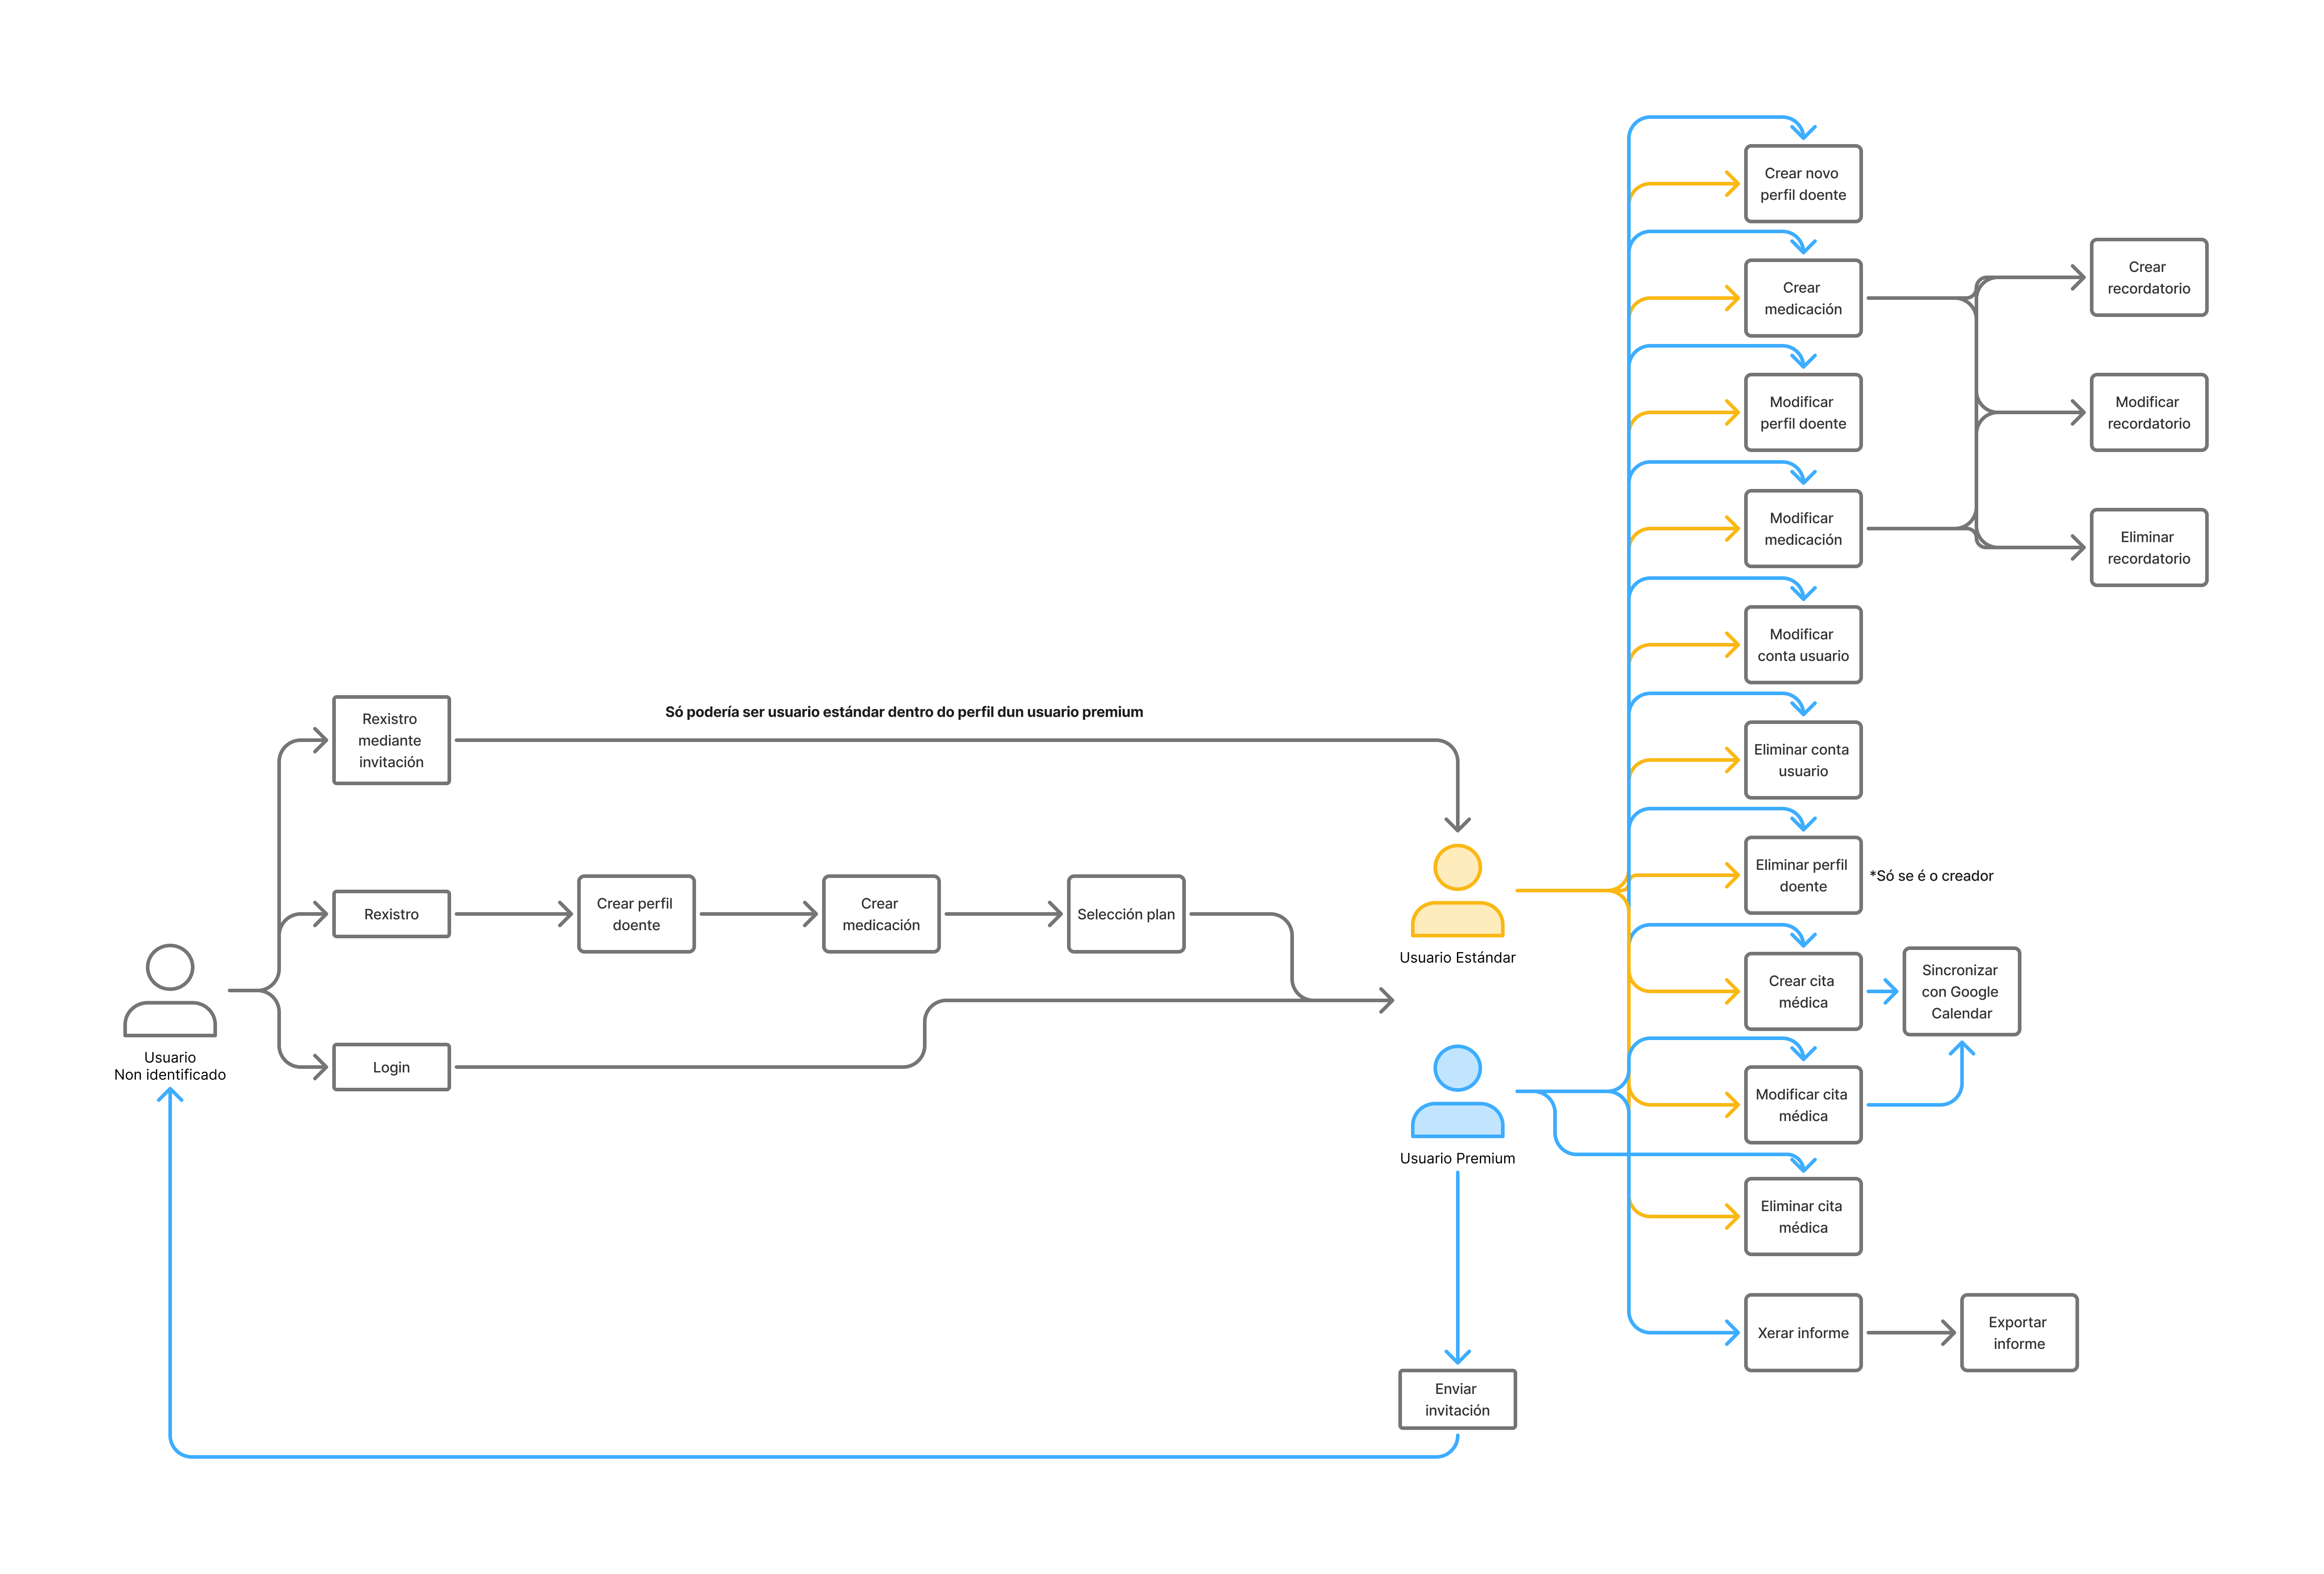 Crear novo
perfil doente
Crear
medicación
Crear
recordatorio
Modificar
perfil doente
Modificar
recordatorio
Modificar
medicación
Eliminar
recordatorio
Modificar
conta usuario
Rexistro
mediante
invitación
Só podería ser usuario estándar dentro do perfil dun usuario premium
Eliminar conta
usuario
Eliminar perfil
doente
*Só se é o creador
Rexistro
Crear perfil
doente
Crear
medicación
Selección plan
Usuario Estándar
Crear cita
médica
Sincronizar
con Google
Calendar
Usuario
Non identificado
Login
Modificar cita
médica
Usuario Premium
Eliminar cita
médica
Xerar informe
Exportar
informe
Enviar
invitación